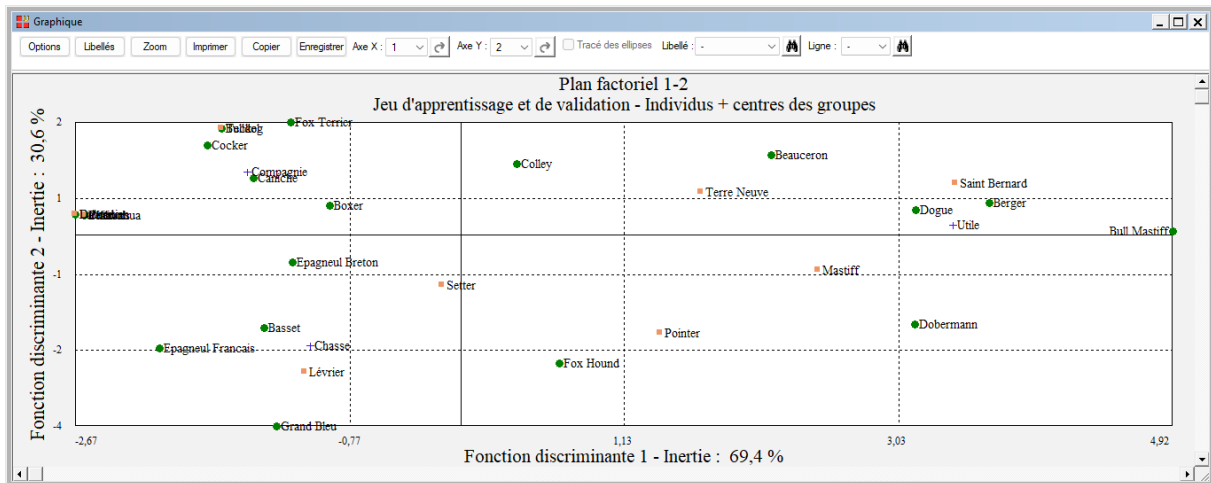 Graphique
Options Libellés Zoom Imprimer Copier Enregistrer Axe X : 1 Axe Y : 2 Tracé des ellipses Libellé : - Ligne : -
Plan factoriel 1-2
Jeu d'apprentissage et de validation - Individus + centres des groupes
Fonction discriminante 2 - Inertie : 30,6 %
2
Fox Terrier
Cocker
Colley
Beauceron
Compagnie
Caniche
Saint Bernard
Terre Neuve
1
Berger
Boxer
Dogue
Utile
Bull Mastiff
Epagneul Breton
Mastiff
-1
Setter
Basset
Pointer
Dobermann
Epagneul Francais
Chasse
-2
Fox Hound
Lévrier
Grand Bleu
-4
-2,67 -0,77 1,13 3,03 4,92
Fonction discriminante 1 - Inertie : 69,4 %